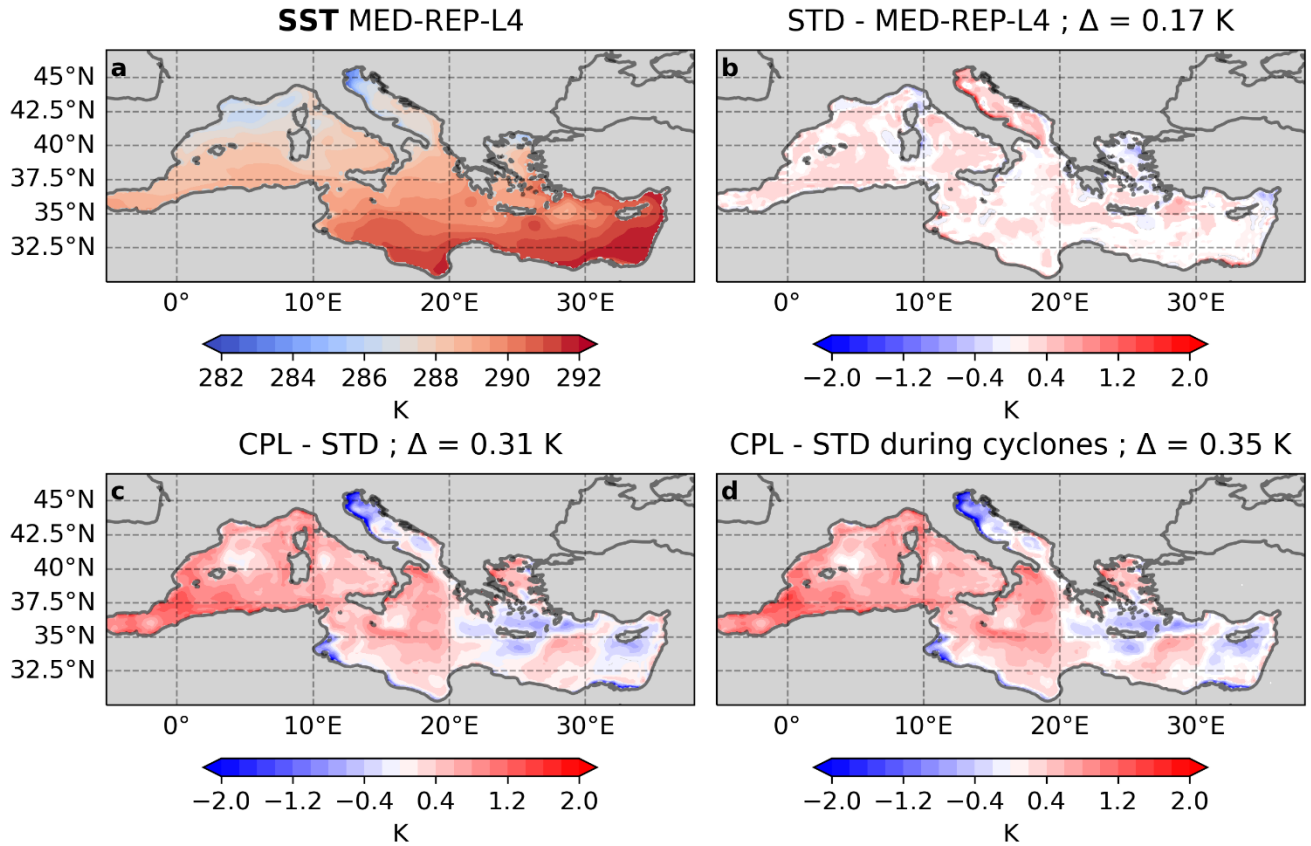 SST MED-REP-L4
STD - MED-REP-L4 ; Δ = 0.17 K
a
b
45°N
42.5°N
40°N
37.5°N
35°N
32.5°N
0° 10°E 20°E 30°E
0° 10°E 20°E 30°E
282 284 286 288 290 292
K
−2.0 −1.2 −0.4 0.4 1.2 2.0
K
CPL - STD ; Δ = 0.31 K
CPL - STD during cyclones ; Δ = 0.35 K
c
d
45°N
42.5°N
40°N
37.5°N
35°N
32.5°N
0° 10°E 20°E 30°E
0° 10°E 20°E 30°E
−2.0 −1.2 −0.4 0.4 1.2 2.0
K
−2.0 −1.2 −0.4 0.4 1.2 2.0
K